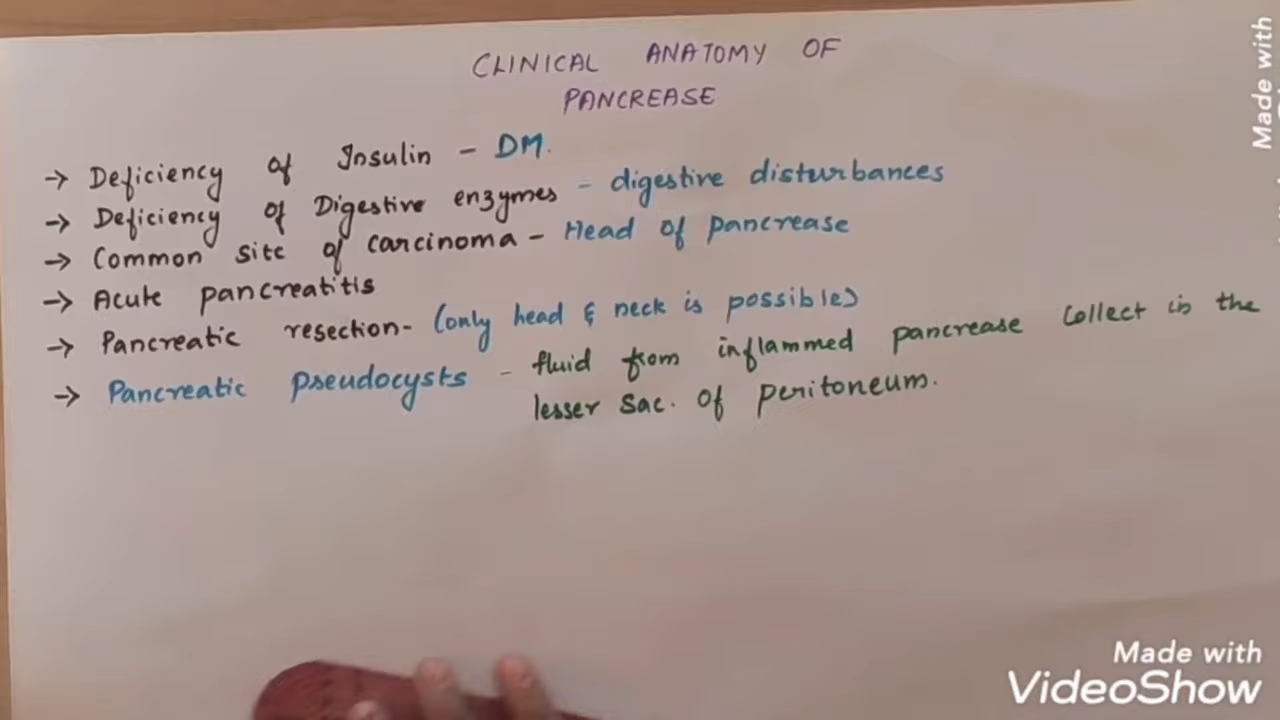 CLINICAL ANATOMY OF
PANCREASE
→ Deficiency of Insulin - DM.
→ Deficiency of Digestive enzymes - digestive disturbances
→ Common site of carcinoma - Head of pancrease
→ Acute pancreatitis
→ Pancreatic resection- (only head & neck is possible)
→ Pancreatic pseudocysts - fluid from inflammed pancrease collect in the
lesser sac. of peritoneum.
Made with
Made with
VideoShow